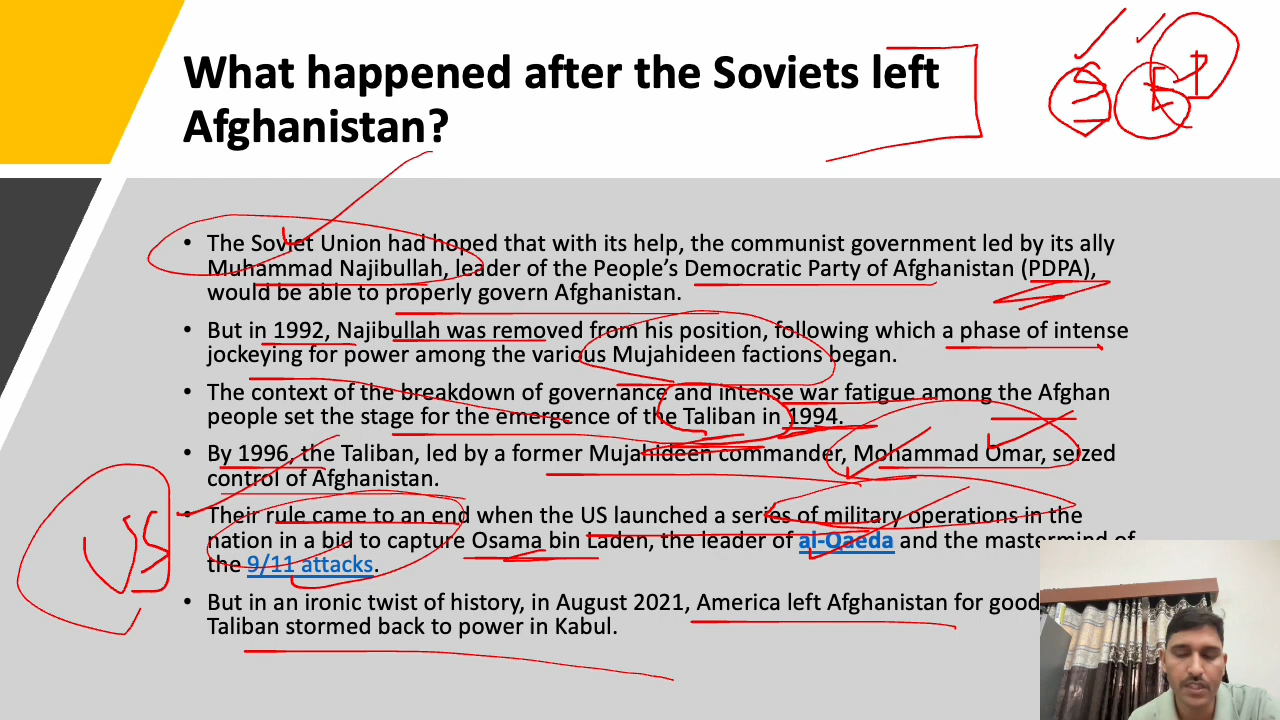 What happened after the Soviets left
Afghanistan?
• The Soviet Union had hoped that with its help, the communist government led by its ally
Muhammad Najibullah, leader of the People's Democratic Party of Afghanistan (PDPA),
would be able to properly govern Afghanistan.
• But in 1992, Najibullah was removed from his position, following which a phase of intense
jockeying for power among the various Mujahideen factions began.
• The context of the breakdown of governance and intense war fatigue among the Afghan
people set the stage for the emergence of the Taliban in 1994.
• By 1996, the Taliban, led by a former Mujahideen commander, Mohammad Omar, seized
control of Afghanistan.
• Their rule came to an end when the US launched a series of military operations in the
nation in a bid to capture Osama bin Laden, the leader of al-Qaeda and the mastermind of
the 9/11 attacks.
• But in an ironic twist of history, in August 2021, America left Afghanistan for good
Taliban stormed back to power in Kabul.
US